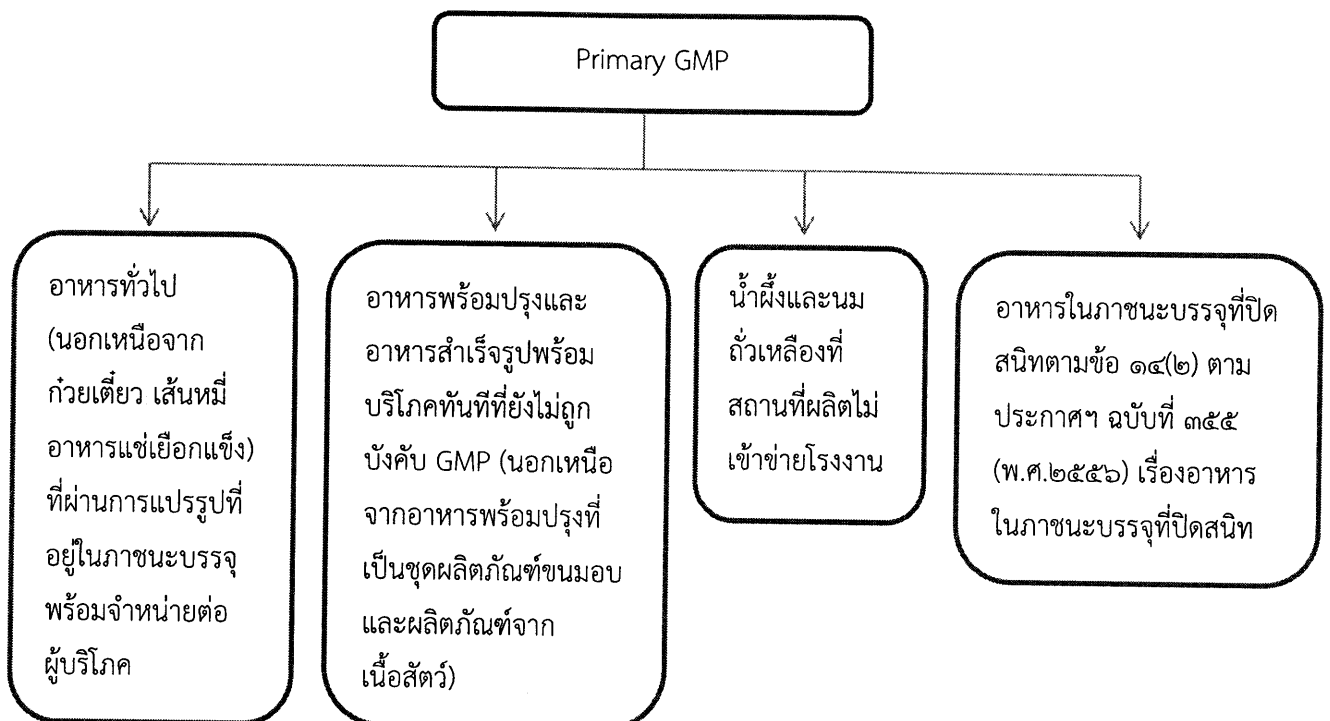 Primary GMP
อาหารทั่วไป
(นอกเหนือจาก
ก๋วยเตี๋ยว เส้นหมี่
อาหารแช่เยือกแข็ง)
ที่ผ่านการแปรรูปที่
อยู่ในภาชนะบรรจุ
พร้อมจำหน่ายต่อ
ผู้บริโภค
อาหารพร้อมปรุงและ
อาหารสำเร็จรูปพร้อม
บริโภคทันทีที่ยังไม่ถูก
บังคับ GMP (นอกเหนือ
จากอาหารพร้อมปรุงที่
เป็นชุดผลิตภัณฑ์ขนมอบ
และผลิตภัณฑ์จาก
เนื้อสัตว์)
น้ำผึ้งและนม
ถั่วเหลืองที่
สถานที่ผลิตไม่
เข้าข่ายโรงงาน
อาหารในภาชนะบรรจุที่ปิด
สนิทตามข้อ ๑๔(๒) ตาม
ประกาศฯ ฉบับที่ ๓๕๕
(พ.ศ.๒๕๕๖) เรื่องอาหาร
ในภาชนะบรรจุที่ปิดสนิท